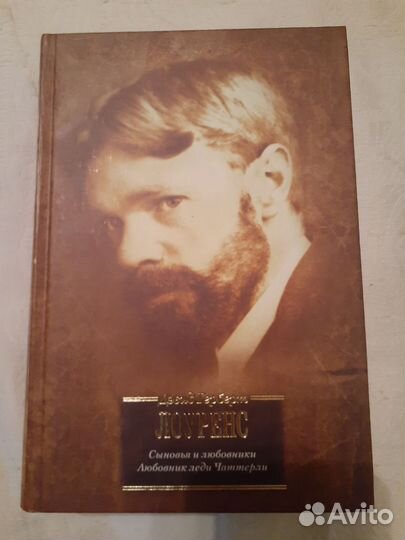 Дэвид Герберт
ЛОУРЕНС
Сыновья и любовники
Любовник леди Чаттерли
Avito